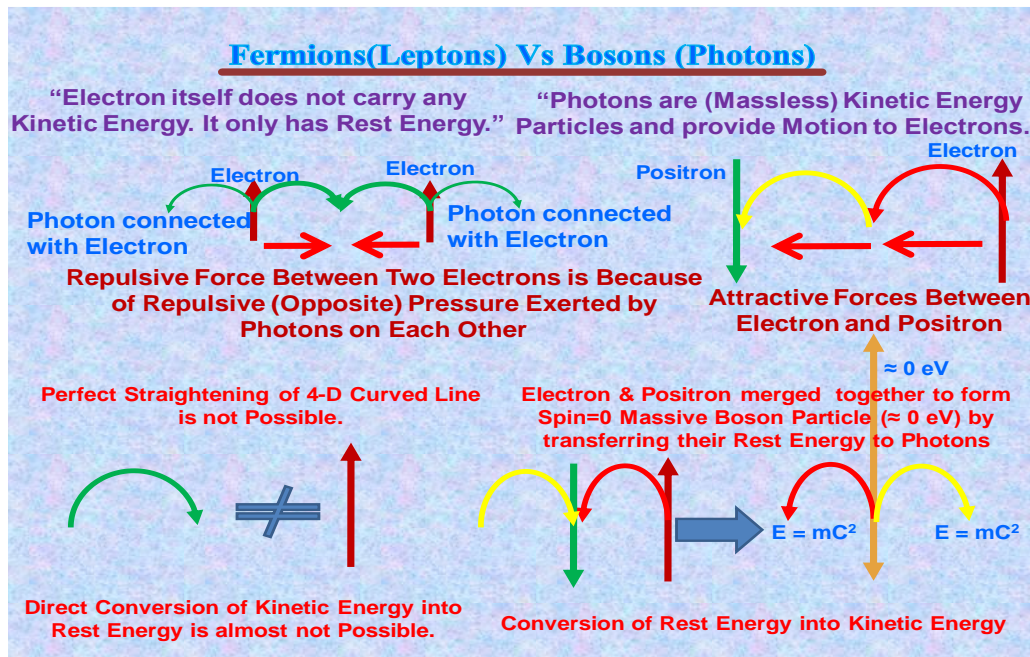 Fermions(Leptons) Vs Bosons (Photons)
“Electron itself does not carry any
Kinetic Energy. It only has Rest Energy.”
“Photons are (Massless) Kinetic Energy
Particles and provide Motion to Electrons.
Electron
Electron
Photon connected
with Electron
Photon connected
with Electron
Repulsive Force Between Two Electrons is Because
of Repulsive (Opposite) Pressure Exerted by
Photons on Each Other
Positron
Electron
Attractive Forces Between
Electron and Positron
≈ 0 eV
Perfect Straightening of 4-D Curved Line
is not Possible.
Electron & Positron merged together to form
Spin=0 Massive Boson Particle (≈ 0 eV) by
transferring their Rest Energy to Photons
E = mC²
E = mC²
Direct Conversion of Kinetic Energy into
Rest Energy is almost not Possible.
Conversion of Rest Energy into Kinetic Energy